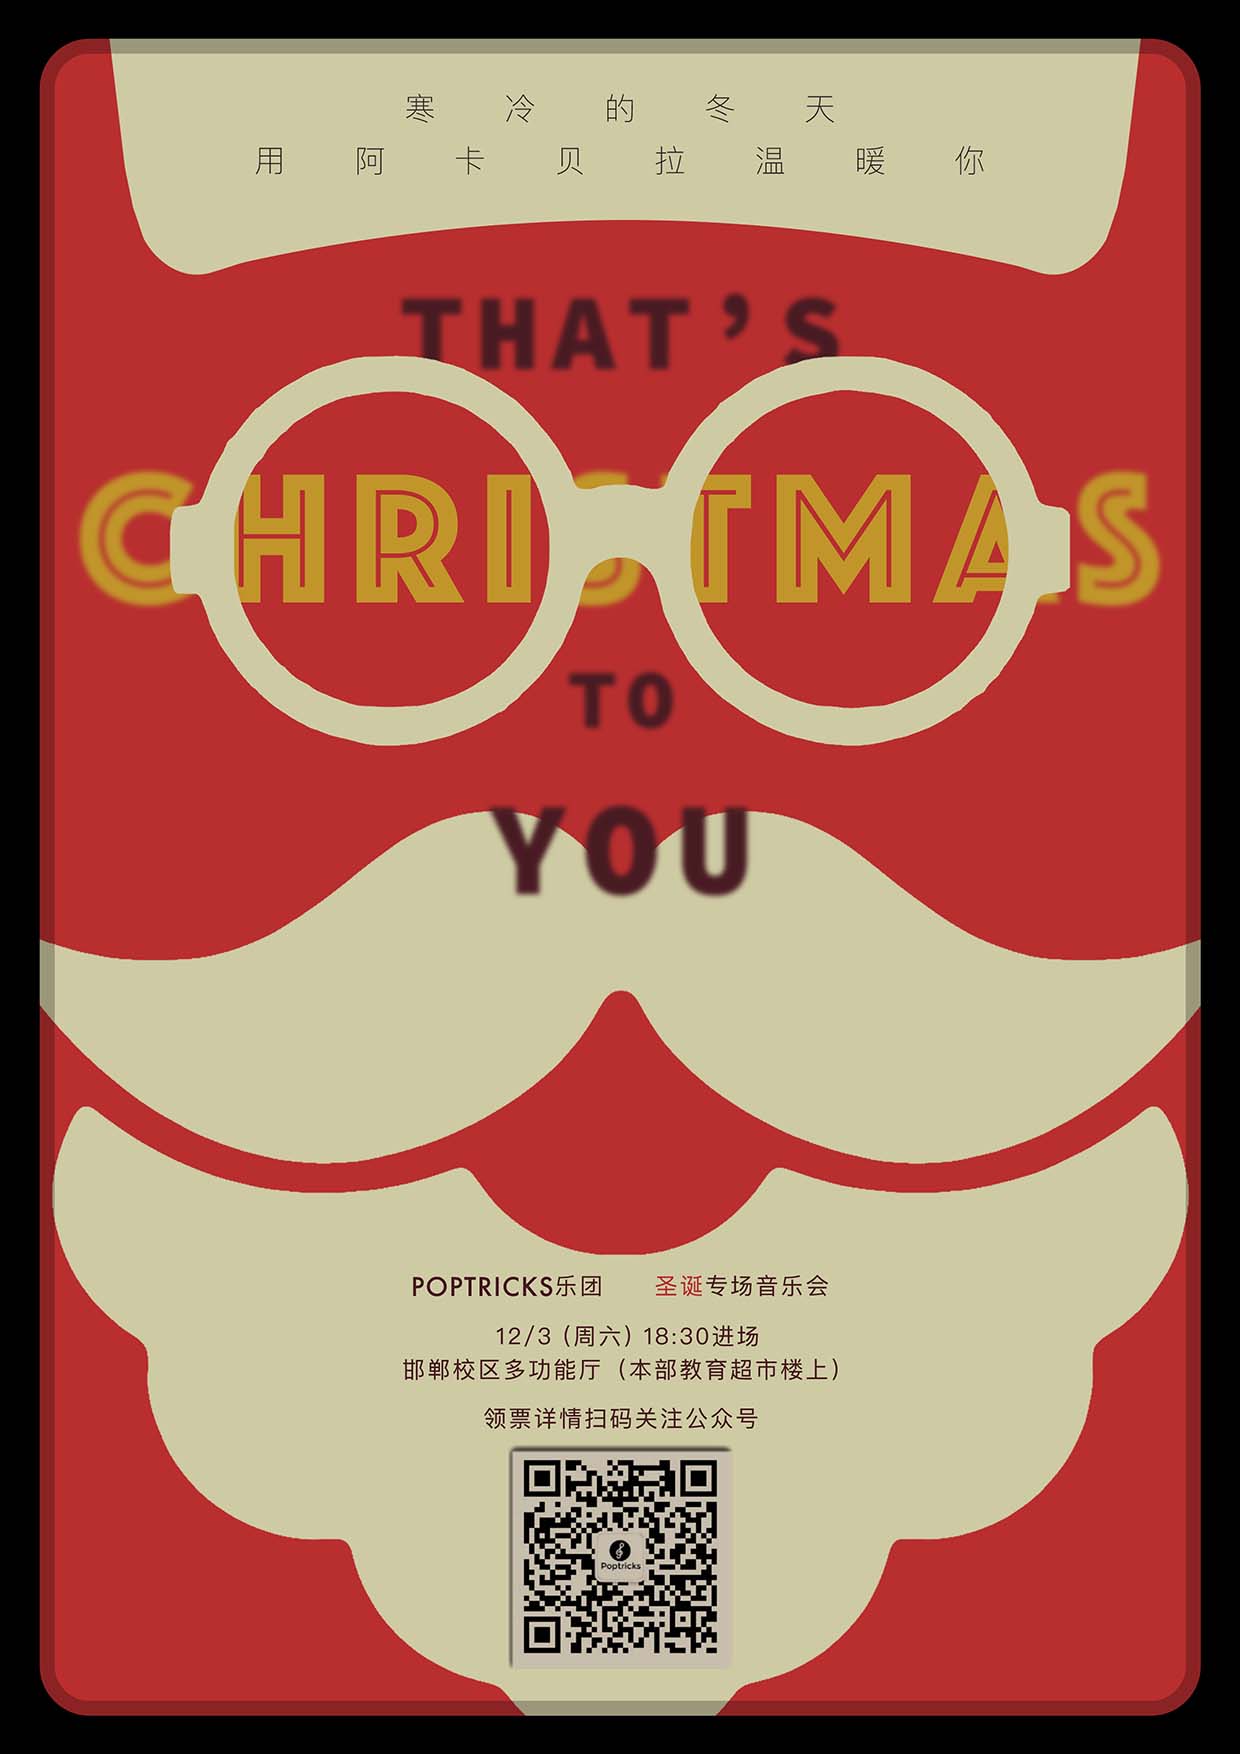 寒冷的冬天
用阿卡贝拉温暖你
THAT'S
CHRISTMAS
TO
YOU
POPTRICKS乐团 圣诞专场音乐会
12/3 (周六) 18:30进场
邯郸校区多功能厅（本部教育超市楼上）
领票详情扫码关注公众号
Poptricks